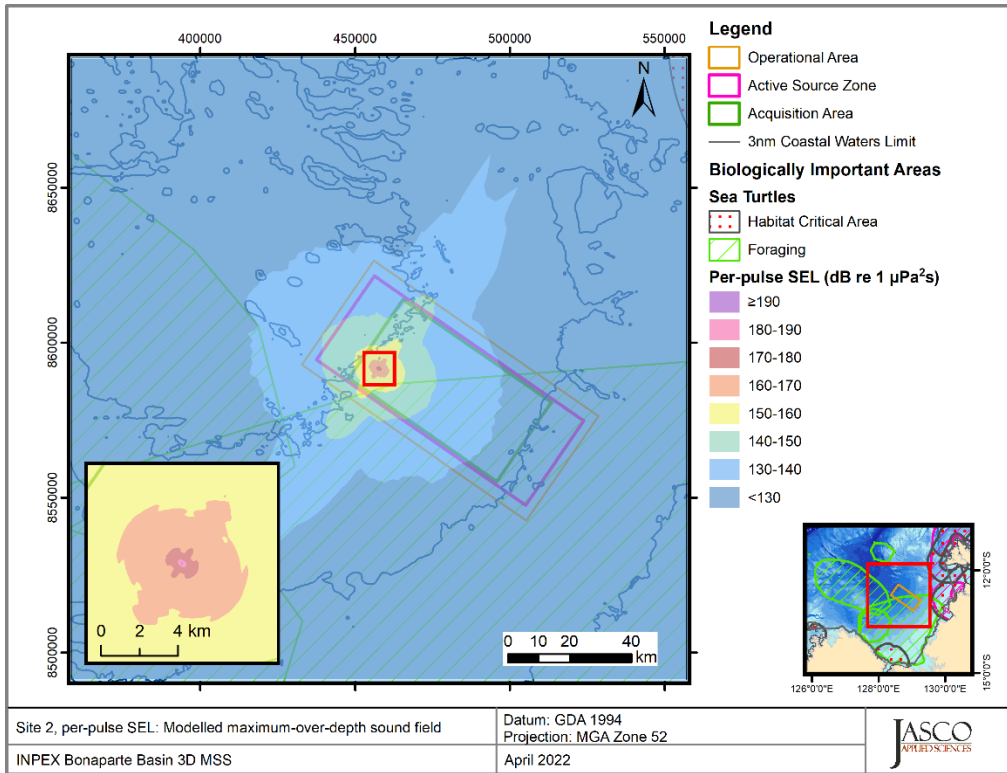 400000
450000
500000
550000
8650000
8600000
8550000
8500000
N
0 2 4 km
0 10 20 40
km
Legend
Operational Area
Active Source Zone
Acquisition Area
3nm Coastal Waters Limit
Biologically Important Areas
Sea Turtles
Habitat Critical Area
Foraging
Per-pulse SEL (dB re 1 µPa²s)
≥190
180-190
170-180
160-170
150-160
140-150
130-140
<130
12°0'0"S
15°0'0"S
126°0'0"E 128°0'0"E 130°0'0"E
Site 2, per-pulse SEL: Modelled maximum-over-depth sound field
Datum: GDA 1994
Projection: MGA Zone 52
INPEX Bonaparte Basin 3D MSS
April 2022
JASCO
APPLIED SCIENCES